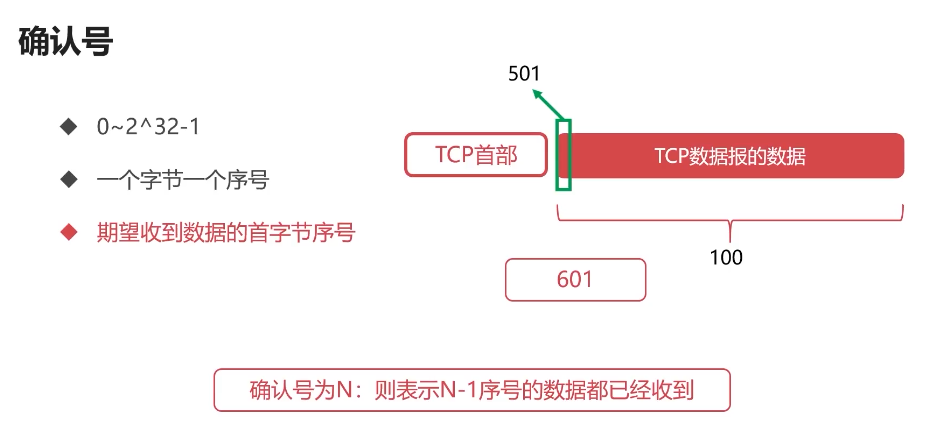 确认号
0~2^32-1
一个字节一个序号
期望收到数据的首字节序号
501
TCP首部
TCP数据报的数据
100
601
确认号为N：则表示N-1序号的数据都已经收到